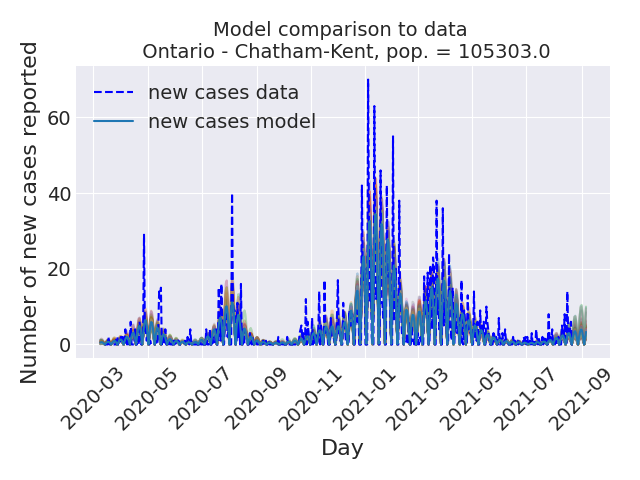 Model comparison to data
Ontario - Chatham-Kent, pop. = 105303.0
Number of new cases reported
60
40
20
0
new cases data
new cases model
2020-03
2020-05
2020-07
2020-09
2020-11
2021-01
2021-03
2021-05
2021-07
2021-09
Day